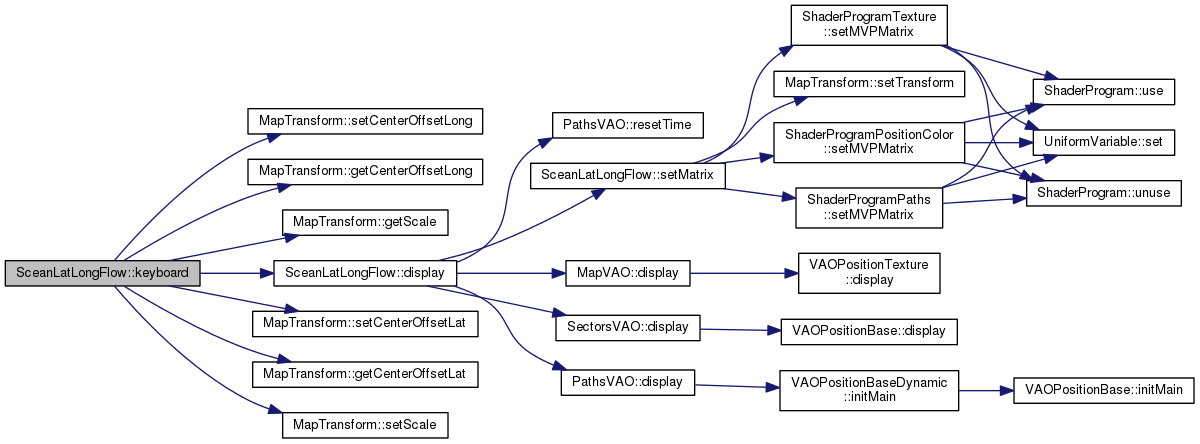 SceanLatLongFlow::keyboard
MapTransform::setCenterOffsetLong
MapTransform::getCenterOffsetLong
MapTransform::getScale
SceanLatLongFlow::display
MapTransform::setCenterOffsetLat
MapTransform::getCenterOffsetLat
MapTransform::setScale
PathsVAO::resetTime
SceanLatLongFlow::setMatrix
MapVAO::display
SectorsVAO::display
PathsVAO::display
ShaderProgramTexture
::setMVPMatrix
MapTransform::setTransform
ShaderProgramPositionColor
::setMVPMatrix
ShaderProgramPaths
::setMVPMatrix
VAOPositionTexture
::display
VAOPositionBase::display
VAOPositionBaseDynamic
::initMain
ShaderProgram::use
UniformVariable::set
ShaderProgram::unuse
VAOPositionBase::initMain